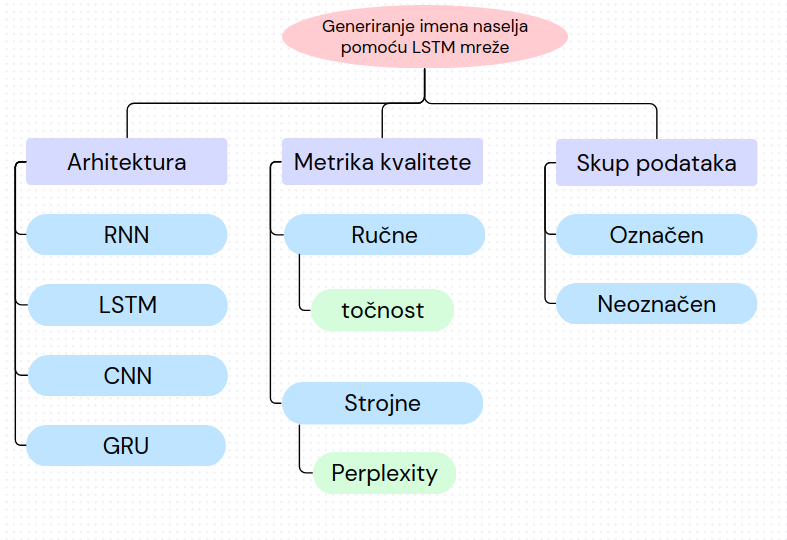 Generiranje imena naselja
pomoću LSTM mreže
Arhitektura
RNN
LSTM
CNN
GRU
Metrika kvalitete
Ručne
točnost
Strojne
Perplexity
Skup podataka
Označen
Neoznačen